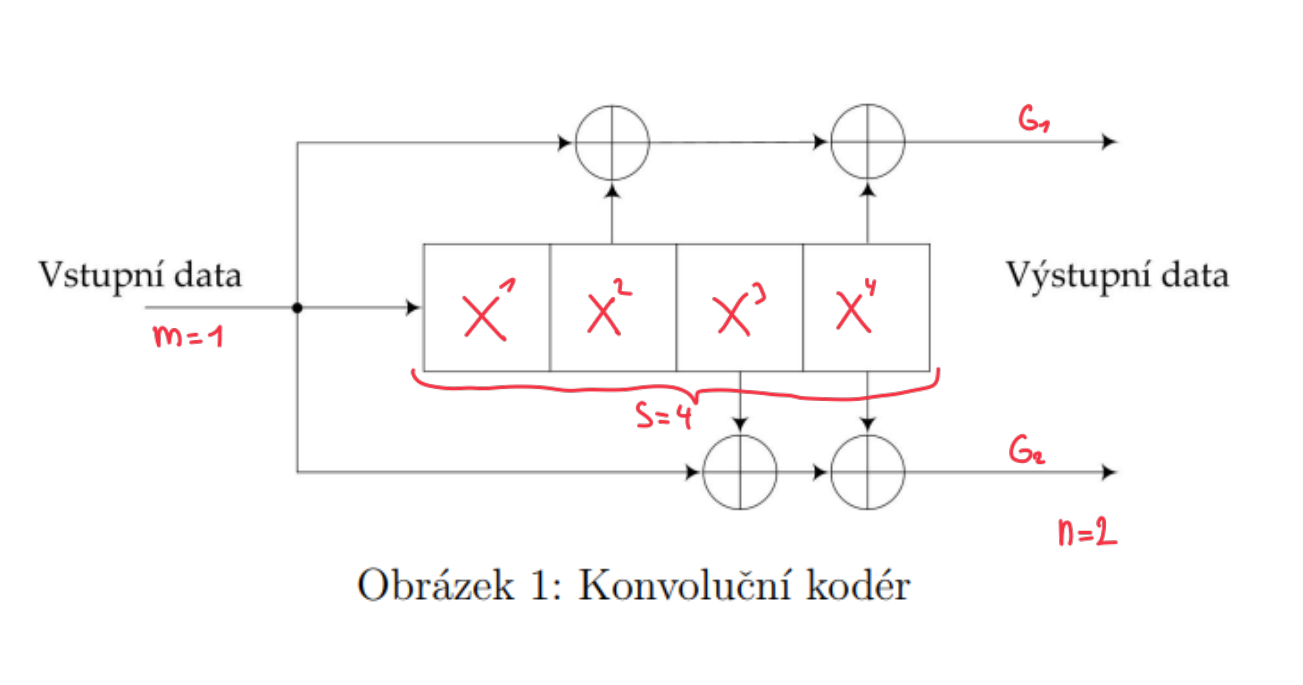 G₁
Vstupní data
X¹ X² X³ X⁴
Výstupní data
m=1
S=4
G₂
n=2
Obrázek 1: Konvoluční kodér